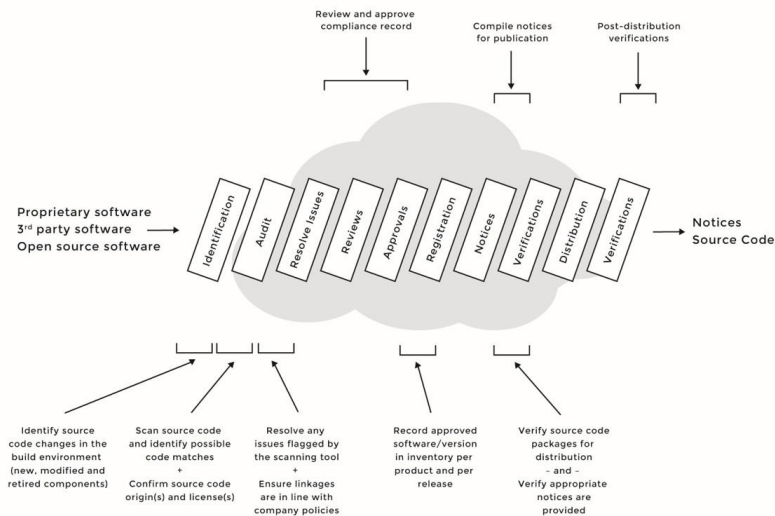 Review and approve
compliance record
Compile notices
for publication
Post-distribution
verifications
Proprietary software
3rd party software
Open source software
Identification
Audit
Resolve Issues
Reviews
Approvals
Registration
Notices
Verifications
Distribution
Verifications
Notices
Source Code
Identify source
code changes in the
build environment
(new, modified and
retired components)
Scan source code
and identify possible
code matches
+
Confirm source code
origin(s) and license(s)
Resolve any
issues flagged by
the scanning tool
+
Ensure linkages
are in line with
company policies
Record approved
software/version
in inventory per
product and per
release
Verify source code
packages for
distribution
- and -
Verify appropriate
notices are
provided